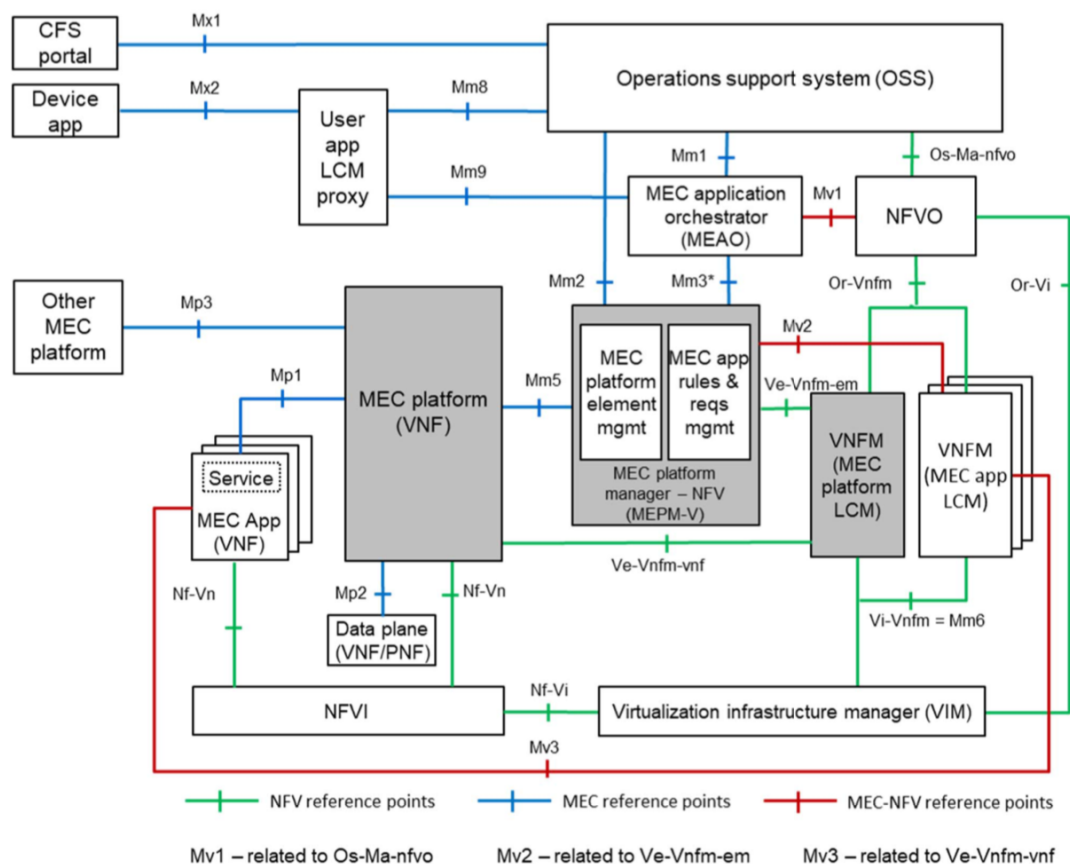 CFS
portal
Mx1
Operations support system (OSS)
Device
app
Mx2
User
app
LCM
proxy
Mm8
Mm9
Mm1
Os-Ma-nfvo
MEC application
orchestrator
(MEAO)
Mv1
NFVO
Mm2
Mm3*
Or-Vnfm
Or-Vi
Other
MEC
platform
Mp3
Mp1
MEC platform
(VNF)
Mm5
MEC
platform
element
mgmt
MEC app
rules &
reqs
mgmt
MEC platform
manager – NFV
(MEPM-V)
Mv2
Ve-Vnfm-em
VNFM
(MEC
platform
LCM)
VNFM
(MEC app
LCM)
Service
MEC App
(VNF)
Ve-Vnfm-vnf
Nf-Vn
Mp2
Nf-Vn
Data plane
(VNF/PNF)
Vi-Vnfm = Mm6
NFVI
Nf-Vi
Virtualization infrastructure manager (VIM)
Mv3
NFV reference points
MEC reference points
MEC-NFV reference points
Mv1 – related to Os-Ma-nfvo
Mv2 – related to Ve-Vnfm-em
Mv3 – related to Ve-Vnfm-vnf